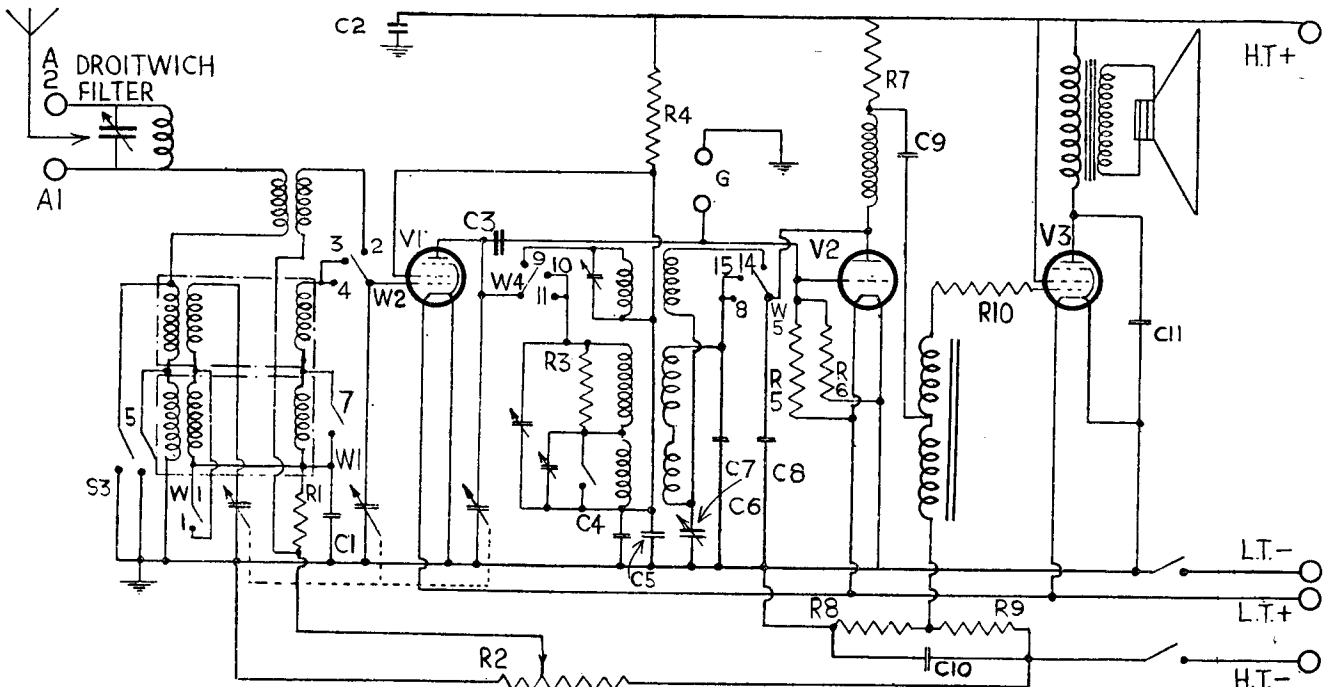 C2
H.T+
A
2
DROITWICH
FILTER
A1
R4
R7
G
C9
3
2
4
V1
W2
C3
W4
9
10
11
15
14
8
W
5
V2
V3
R10
C11
R3
R
5
R
6
5
7
S3
W1
1
R1
W1
C1
C4
C5
C7
C6
C8
L.T.-
L.T.+
R8
R9
C10
R2
H.T-